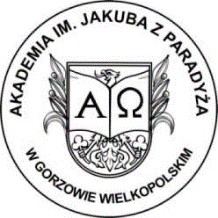 AKADEMIA IM. JAKUBA Z PARADYŻA
Α Ω
W GORZOWIE WIELKOPOLSKIM